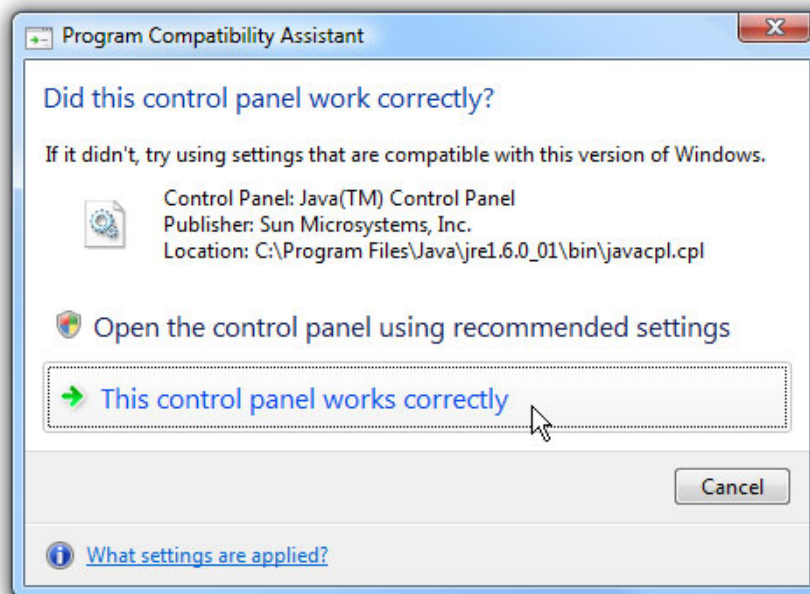 Program Compatibility Assistant
Did this control panel work correctly?
If it didn't, try using settings that are compatible with this version of Windows.
Control Panel: Java(TM) Control Panel
Publisher: Sun Microsystems, Inc.
Location: C:\Program Files\Java\jre1.6.0_01\bin\javacpl.cpl
Open the control panel using recommended settings
This control panel works correctly
Cancel
What settings are applied?